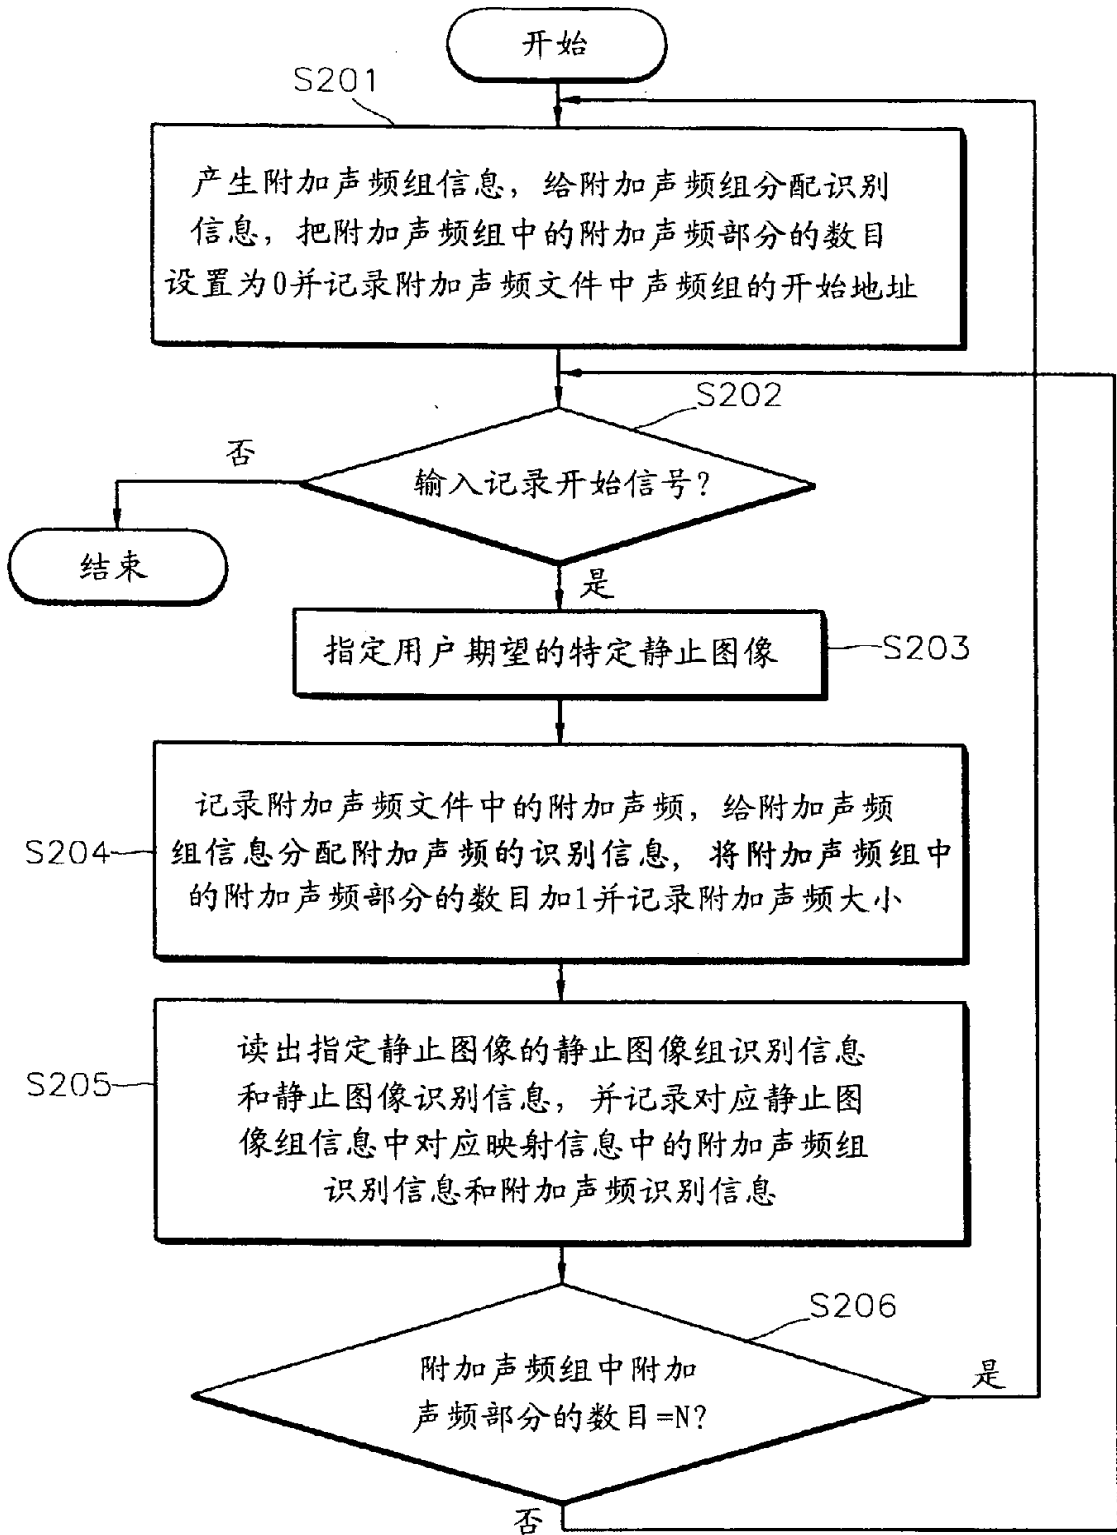 开始
S201
产生附加声频组信息，给附加声频组分配识别
信息，把附加声频组中的附加声频部分的数目
设置为0并记录附加声频文件中声频组的开始地址
S202
否
输入记录开始信号？
结束
是
指定用户期望的特定静止图像
S203
记录附加声频文件中的附加声频，给附加声频
S204
组信息分配附加声频的识别信息，将附加声频组中
的附加声频部分的数目加1并记录附加声频大小
读出指定静止图像的静止图像组识别信息
S205
和静止图像识别信息，并记录对应静止图
像组信息中对应映射信息中的附加声频组
识别信息和附加声频识别信息
S206
附加声频组中附加
是
声频部分的数目=N？
否